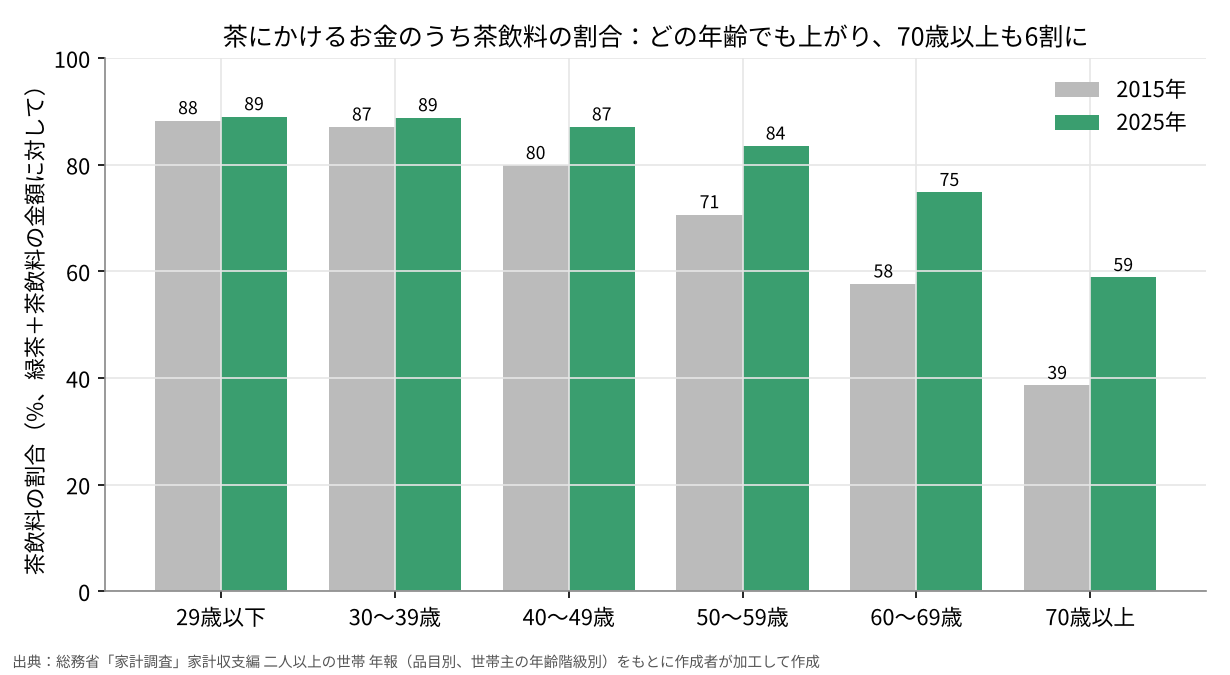 茶にかけるお金のうち茶飲料の割合：どの年齢でも上がり、70歳以上も6割に
茶飲料の割合（%、緑茶＋茶飲料の金額に対して）
100
80
60
40
20
0
2015年
2025年
88
89
87
89
80
87
71
84
58
75
39
59
29歳以下
30〜39歳
40〜49歳
50〜59歳
60〜69歳
70歳以上
出典：総務省「家計調査」家計収支編 二人以上の世帯 年報（品目別、世帯主の年齢階級別）をもとに作成者が加工して作成